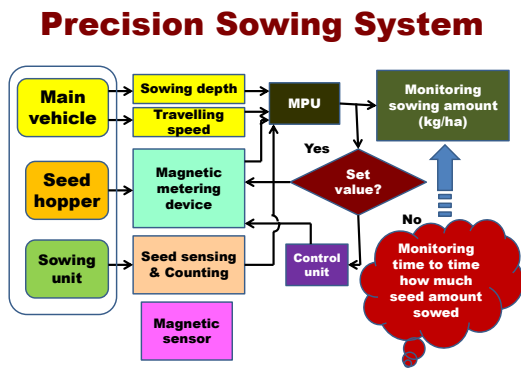 Precision Sowing System
Main
vehicle
Sowing depth
Travelling
speed
MPU
Monitoring
sowing amount
(kg/ha)
Yes
Seed
hopper
Magnetic
metering
device
Set
value?
No
Sowing
unit
Seed sensing
& Counting
Control
unit
Monitoring
time to time
how much
seed amount
sowed
Magnetic
sensor